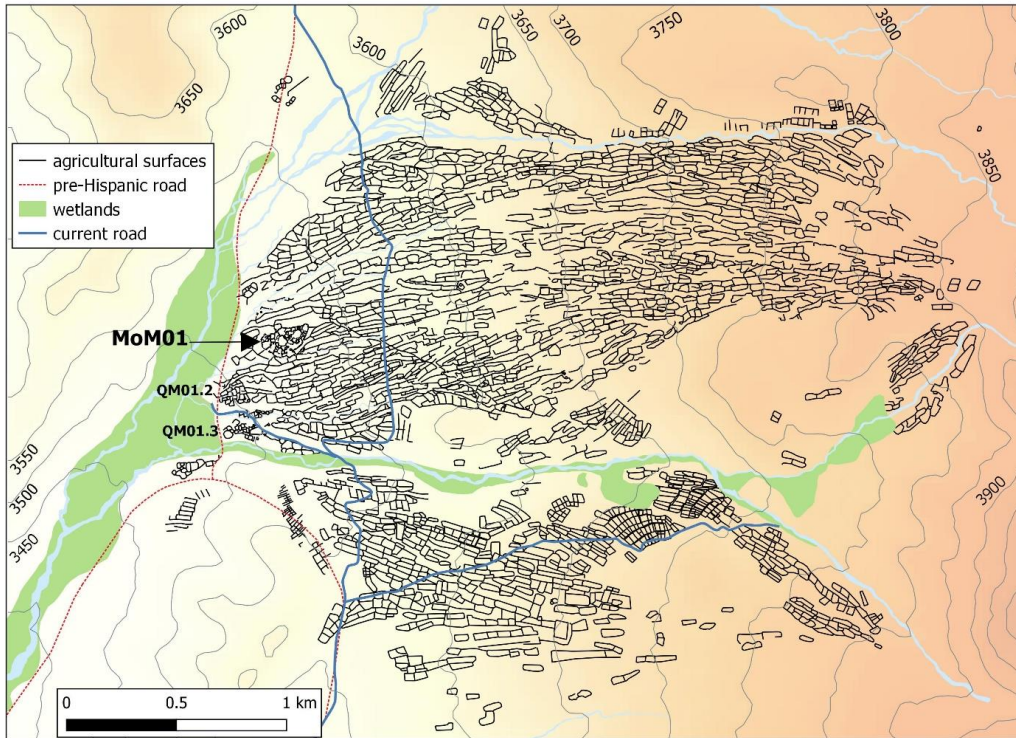 3600
3650
3600
3650
3700
3750
3800
3850
agricultural surfaces
pre-Hispanic road
wetlands
current road
MoM01
QM01.2
QM01.3
3550
3500
3450
3900
0 0.5 1 km